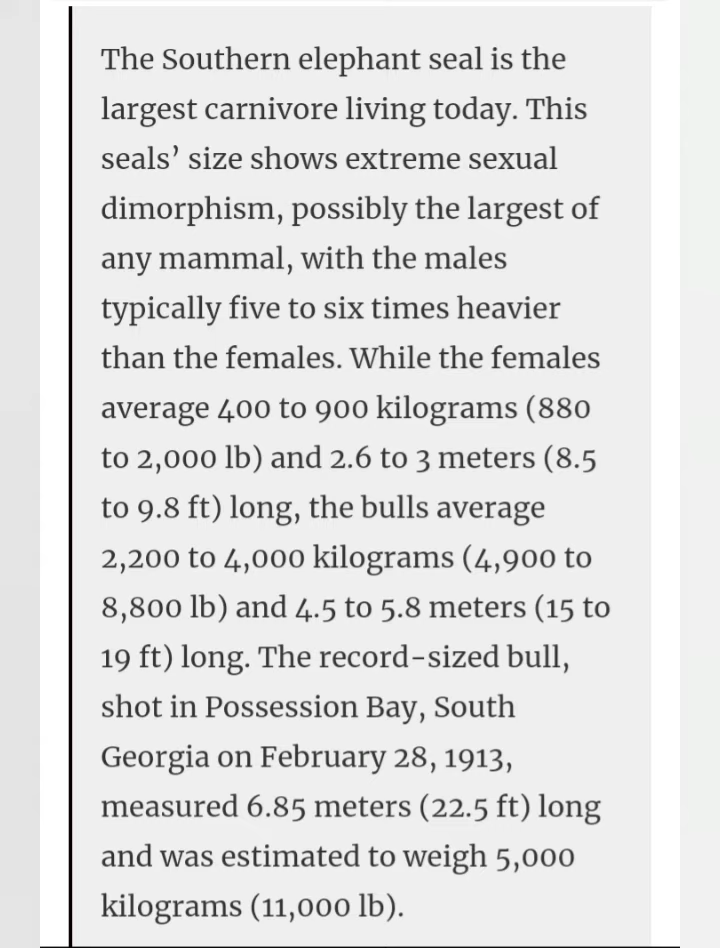 The Southern elephant seal is the
largest carnivore living today. This
seals’ size shows extreme sexual
dimorphism, possibly the largest of
any mammal, with the males
typically five to six times heavier
than the females. While the females
average 400 to 900 kilograms (880
to 2,000 lb) and 2.6 to 3 meters (8.5
to 9.8 ft) long, the bulls average
2,200 to 4,000 kilograms (4,900 to
8,800 lb) and 4.5 to 5.8 meters (15 to
19 ft) long. The record-sized bull,
shot in Possession Bay, South
Georgia on February 28, 1913,
measured 6.85 meters (22.5 ft) long
and was estimated to weigh 5,000
kilograms (11,000 lb).